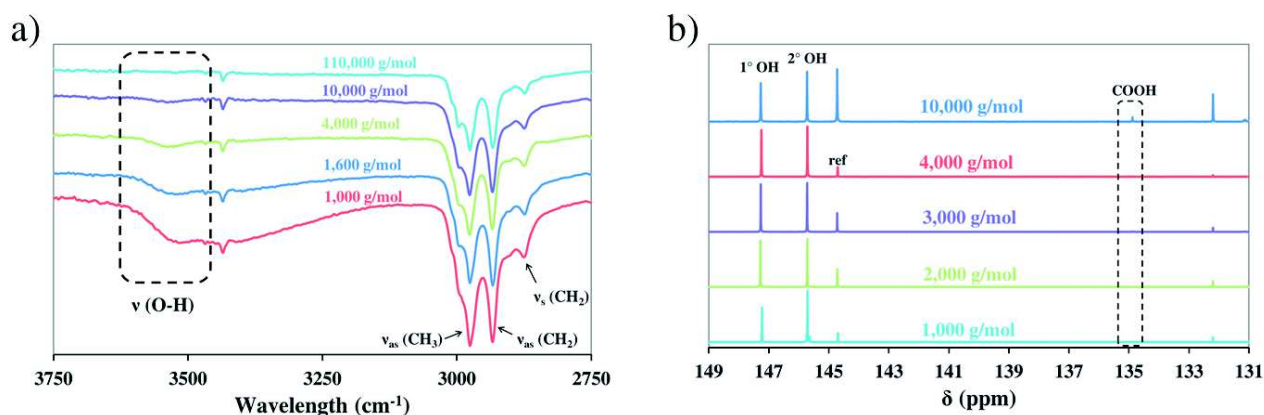 a)
110,000 g/mol
10,000 g/mol
4,000 g/mol
1,600 g/mol
1,000 g/mol
ν (O-H)
νs (CH2)
νas (CH3)
νas (CH2)
3750 3500 3250 3000 2750
Wavelength (cm-1)
b)
1° OH
2° OH
COOH
10,000 g/mol
ref
4,000 g/mol
3,000 g/mol
2,000 g/mol
1,000 g/mol
149 147 145 143 141 139 137 135 133 131
δ (ppm)